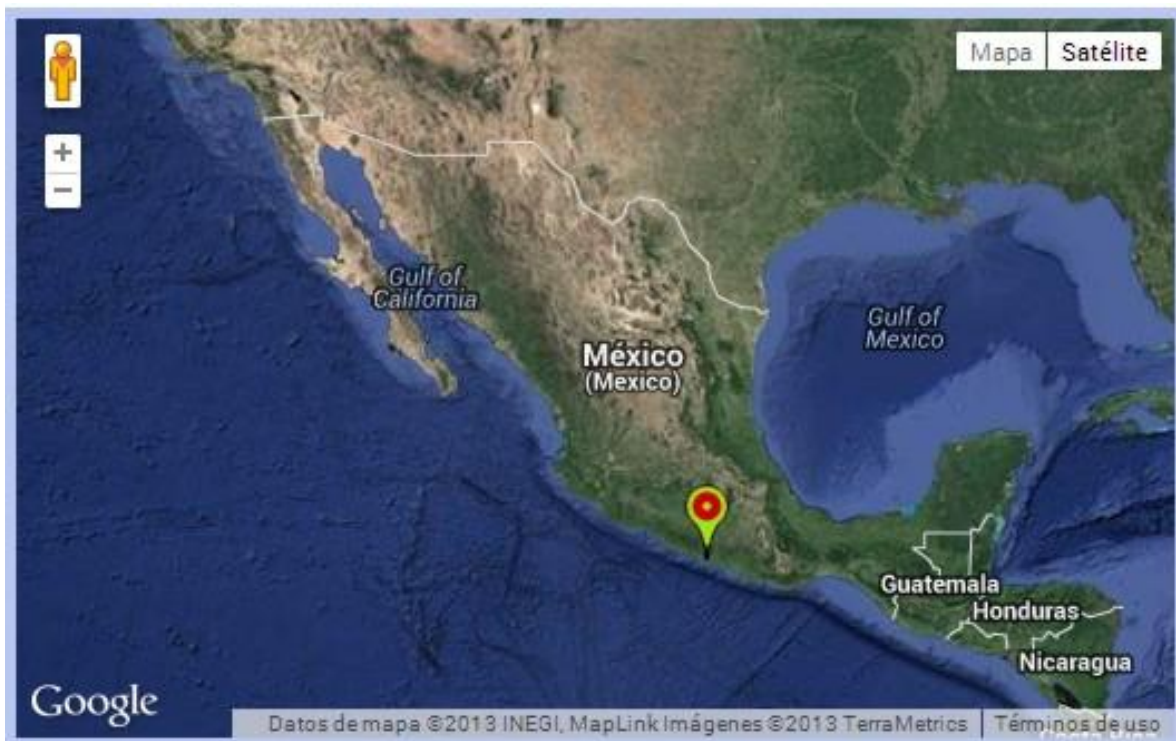 Mapa Satélite
+
−
Gulf of
California
Gulf of
Mexico
México
(Mexico)
Guatemala
Honduras
Nicaragua
Google
Datos de mapa ©2013 INEGI, MapLink Imágenes ©2013 TerraMetrics Términos de uso